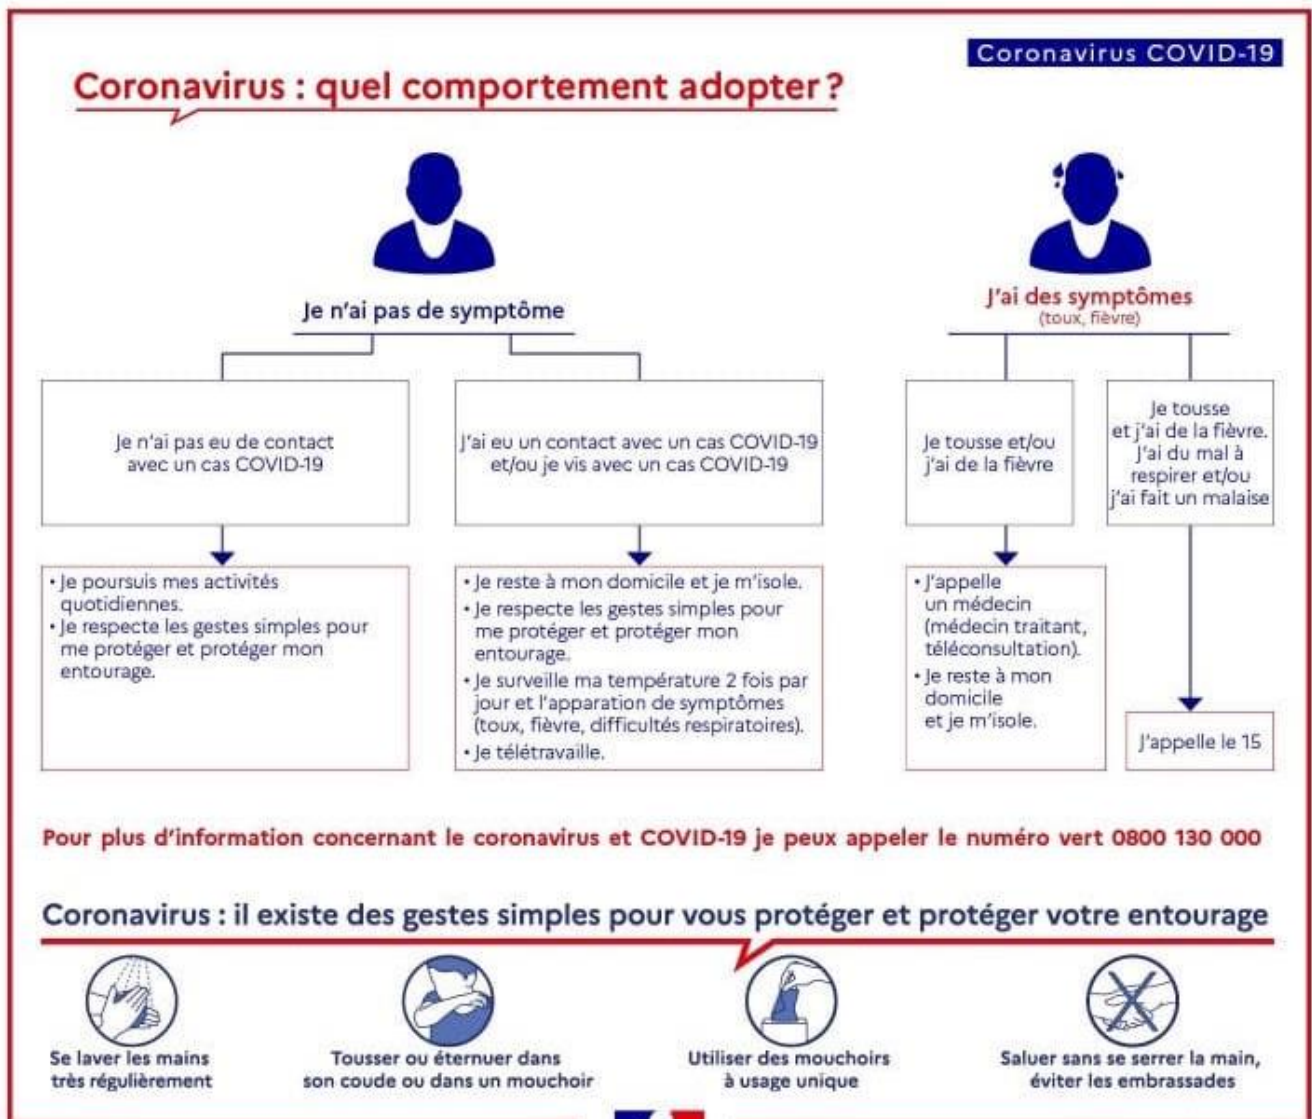 Coronavirus COVID-19
Coronavirus : quel comportement adopter ?
Je n'ai pas de symptôme
J'ai des symptômes
(toux, fièvre)
Je n'ai pas eu de contact
avec un cas COVID-19
J'ai eu un contact avec un cas COVID-19
et/ou je vis avec un cas COVID-19
Je tousse et/ou
j'ai de la fièvre
Je tousse
et j'ai de la fièvre.
J'ai du mal à
respirer et/ou
j'ai fait un malaise
• Je poursuis mes activités
quotidiennes.
• Je respecte les gestes simples pour
me protéger et protéger mon
entourage.
• Je reste à mon domicile et je m'isole.
• Je respecte les gestes simples pour
me protéger et protéger mon
entourage.
• Je surveille ma température 2 fois par
jour et l'apparation de symptômes
(toux, fièvre, difficultés respiratoires).
• Je télétravaille.
• J'appelle
un médecin
(médecin traitant,
téléconsultation).
• Je reste à mon
domicile
et je m'isole.
J'appelle le 15
Pour plus d'information concernant le coronavirus et COVID-19 je peux appeler le numéro vert 0800 130 000
Coronavirus : il existe des gestes simples pour vous protéger et protéger votre entourage
Se laver les mains
très régulièrement
Tousser ou éternuer dans
son coude ou dans un mouchoir
Utiliser des mouchoirs
à usage unique
Saluer sans se serrer la main,
éviter les embrassades